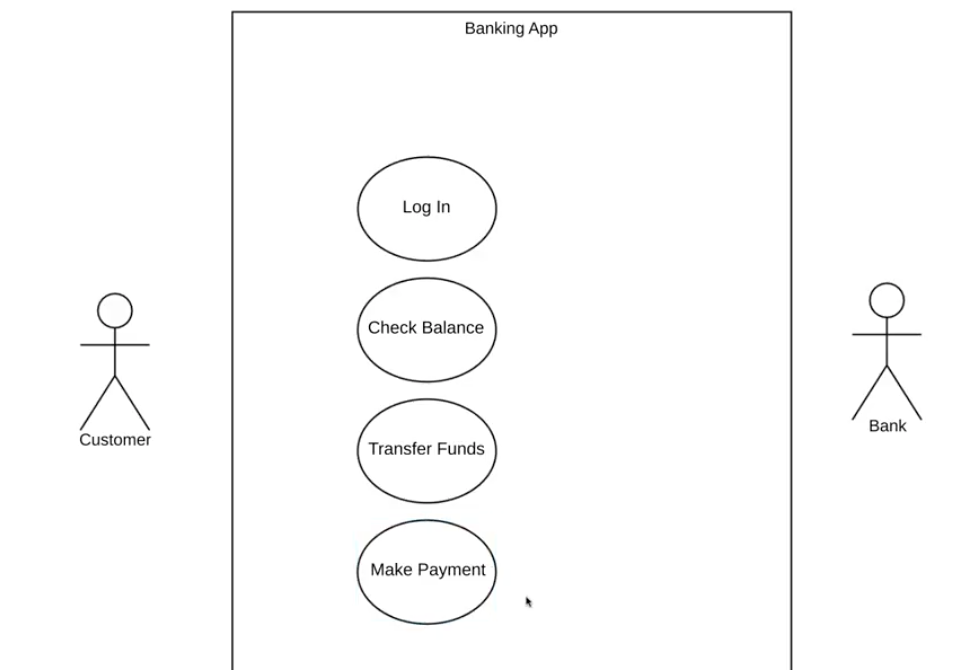 Banking App
Log In
Check Balance
Transfer Funds
Make Payment
Customer
Bank